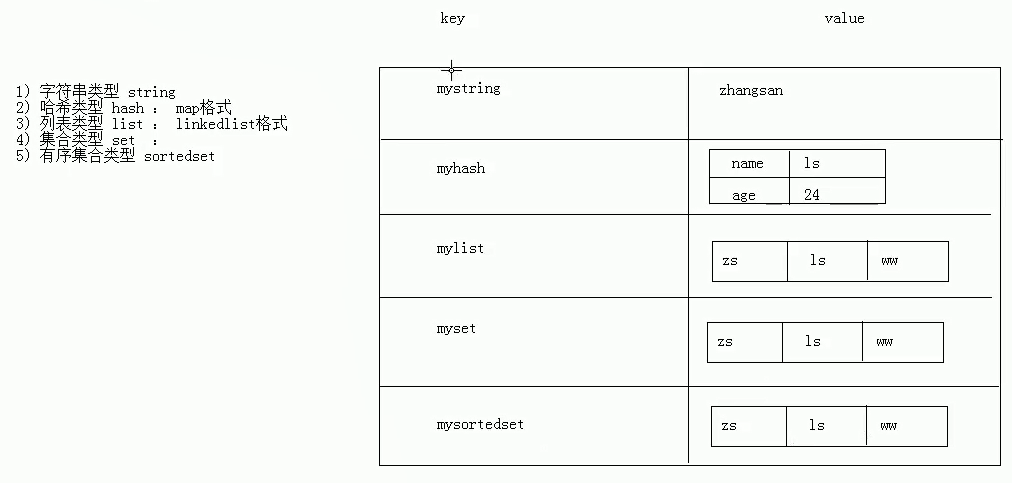 key value
1) 字符串类型 string
2) 哈希类型 hash : map格式
3) 列表类型 list : linkedlist格式
4) 集合类型 set :
5) 有序集合类型 sortedset
mystring zhangsan
myhash
name ls
age 24
mylist
zs ls ww
myset
zs ls ww
mysortedset
zs ls ww